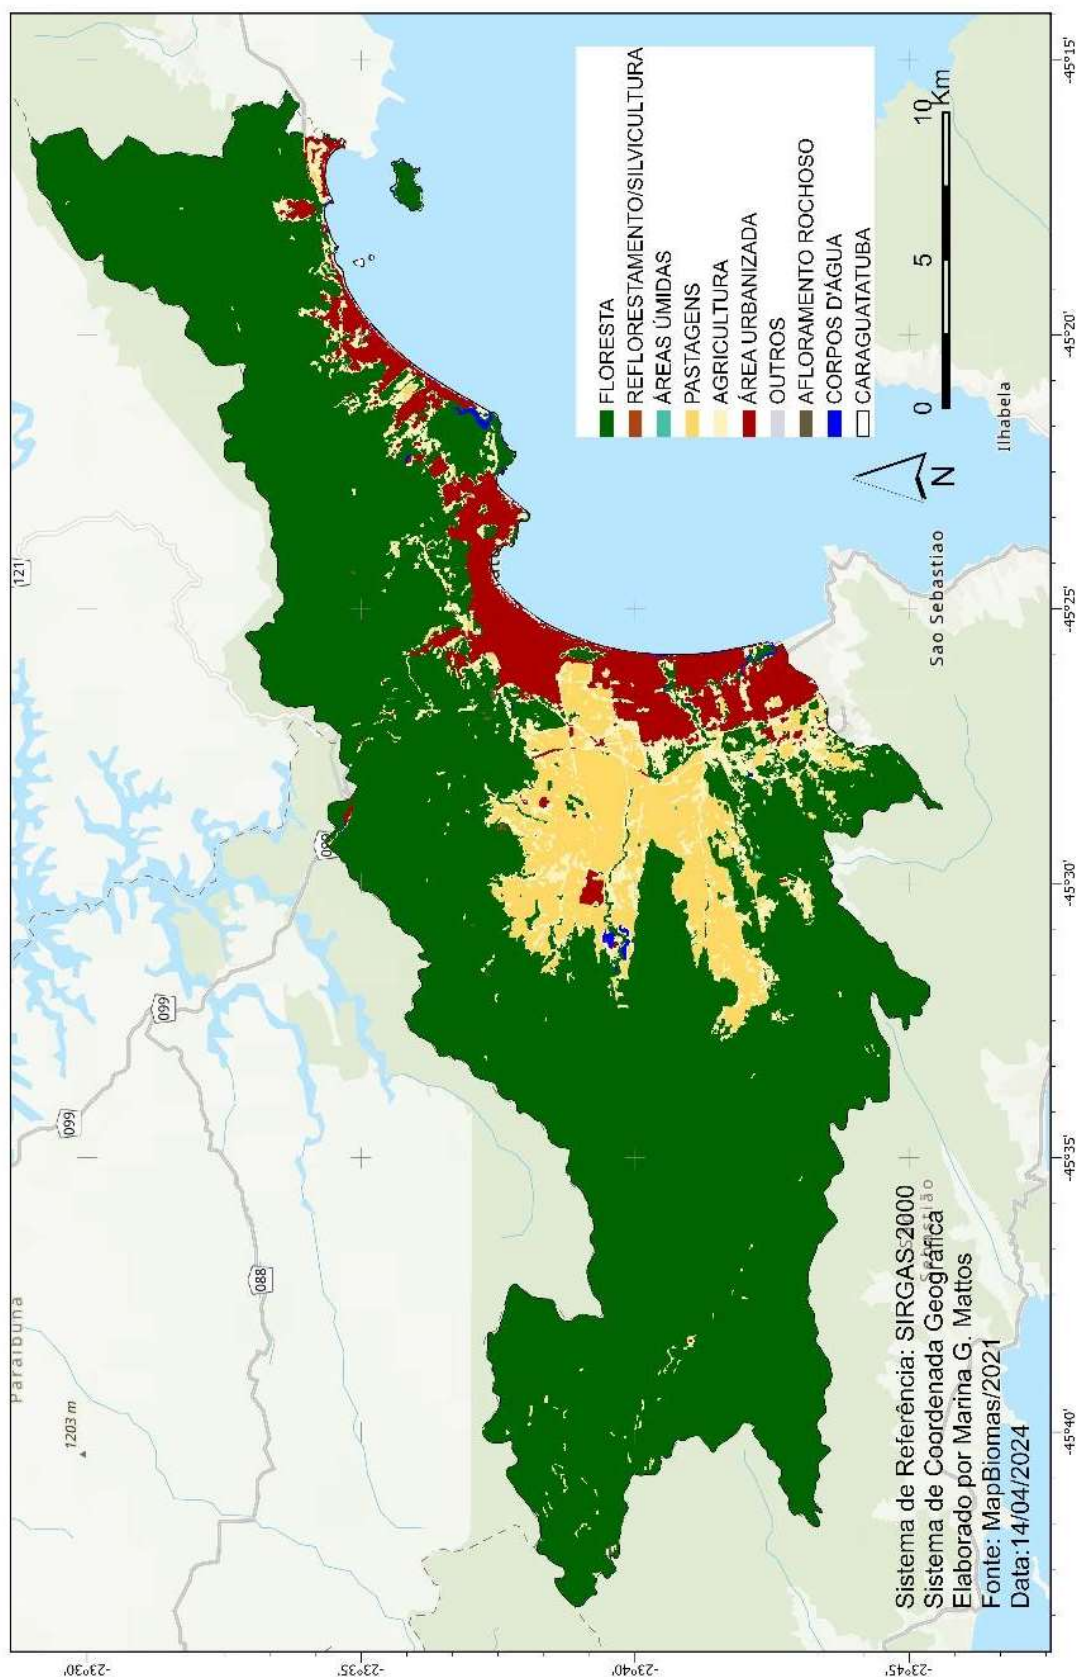 Paraibuna
1203 m
099
099
121
088
Sao Sebastiao
Ilhabela
FLORESTA
REFLORESTAMENTO/SILVICULTURA
ÁREAS ÚMIDAS
PASTAGENS
AGRICULTURA
ÁREA URBANIZADA
OUTROS
AFLORAMENTO ROCHOSO
CORPOS D'ÁGUA
CARAGUATATUBA
N
0 5 10
Km
Sistema de Referência: SIRGAS 2000
Sistema de Coordenada Geográfica
Elaborado por Marina G. Mattos
Fonte: MapBiomas/2021
Data:14/04/2024
-23°30'
-23°35'
-23°40'
-23°45'
-45°40'
-45°35'
-45°30'
-45°25'
-45°20'
-45°15'